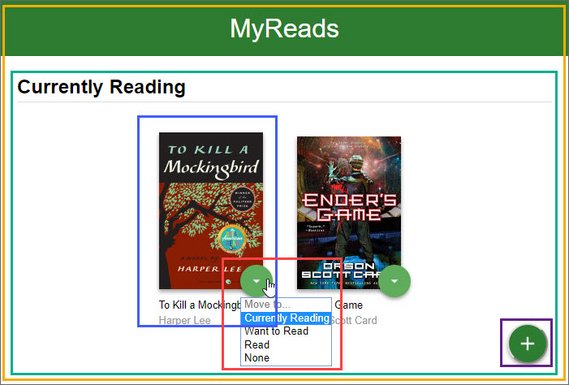 MyReads
Currently Reading
TO KILL A
Mockingbird
HARPER LEE
ENDER'S
GAME
ORSON
SCOTT CARD
To Kill a Mockingb
Game
Harper Lee
Scott Card
Move to...
Currently Reading
Want to Read
Read
None
+